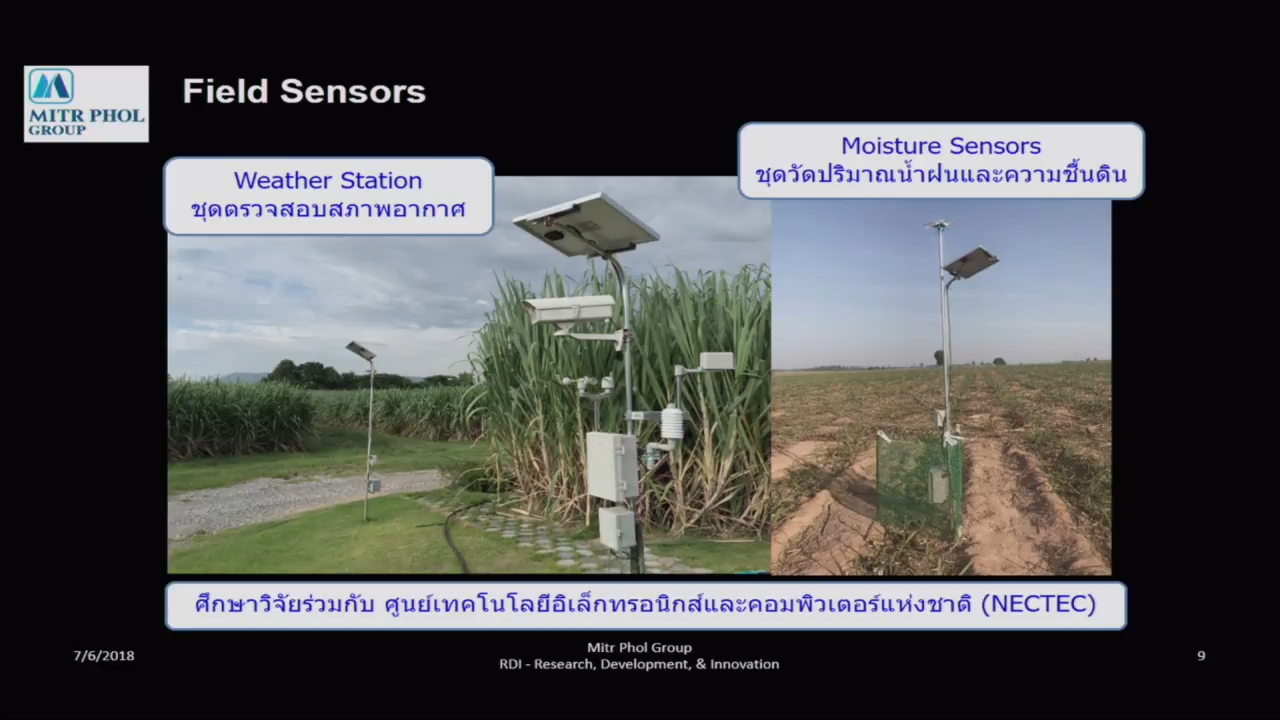 MITR PHOL
GROUP
Field Sensors
Weather Station
ชุดตรวจสอบสภาพอากาศ
Moisture Sensors
ชุดวัดปริมาณน้ำฝนและความชื้นดิน
ศึกษาวิจัยร่วมกับ ศูนย์เทคโนโลยีอิเล็กทรอนิกส์และคอมพิวเตอร์แห่งชาติ (NECTEC)
7/6/2018
Mitr Phol Group
RDI - Research, Development, & Innovation
9